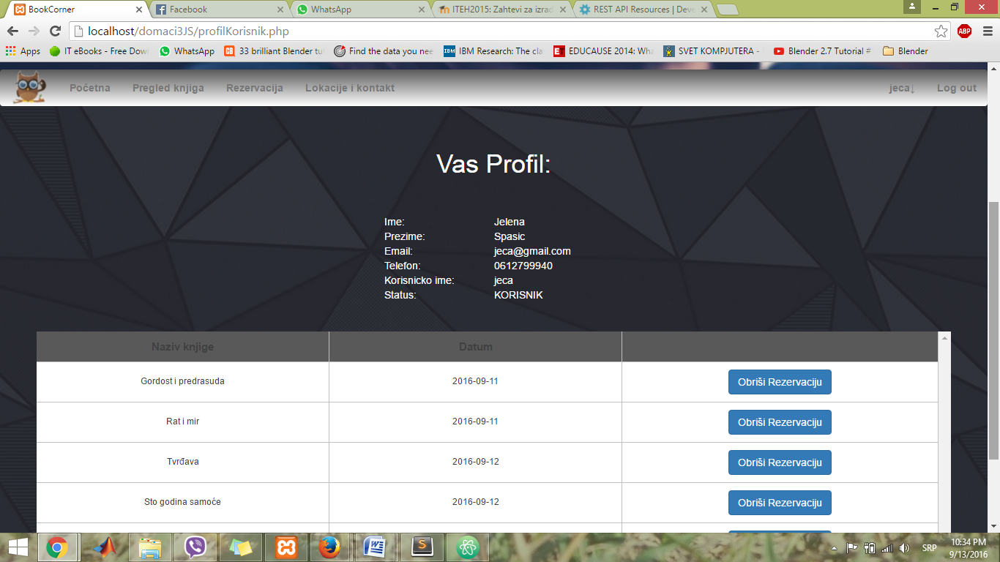 BookCorner
Facebook
WhatsApp
ITEH2015: Zahtevi za izrad
REST API Resources | Deve
localhost/domaci3JS/profilKorisnik.php
ABP
Apps
IT eBooks - Free Down
WhatsApp
CB
33 brilliant Blender tut
Find the data you nee
IBM
IBM Research: The cla
ET
EDUCAUSE 2014: Wha
SVET KOMPJUTERA -
Blender 2.7 Tutorial #
Blender
Početna
Pregled knjiga
Rezervacija
Lokacije i kontakt
jeca↓
Log out
Vas Profil:
Ime: Jelena
Prezime: Spasic
Email: jeca@gmail.com
Telefon: 0612799940
Korisnicko ime: jeca
Status: KORISNIK
Naziv knjige Datum
Gordost i predrasuda 2016-09-11 Obriši Rezervaciju
Rat i mir 2016-09-11 Obriši Rezervaciju
Tvrđava 2016-09-12 Obriši Rezervaciju
Sto godina samoće 2016-09-12 Obriši Rezervaciju
SRP
10:34 PM
9/13/2016